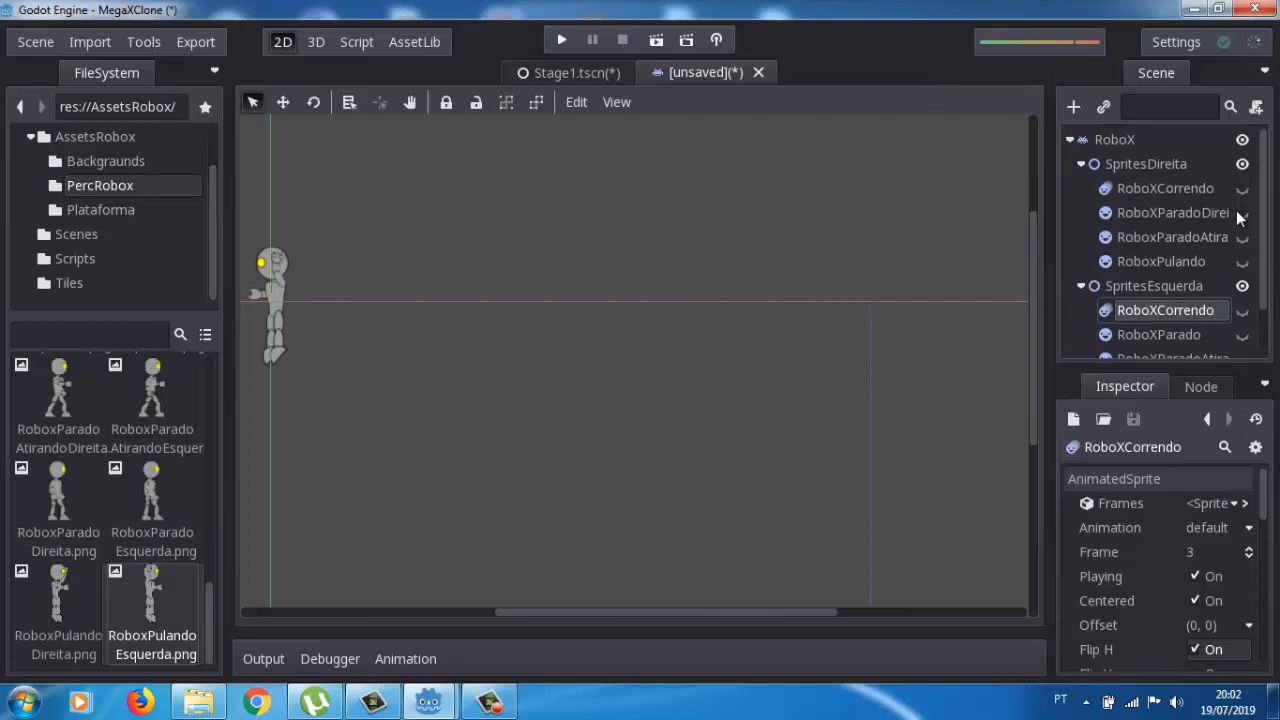 Godot Engine - MegaXClone (*)
Scene Import Tools Export
2D 3D Script AssetLib
Settings
FileSystem
Stage1.tscn(*)
[unsaved](*)
Scene
res://AssetsRobox/
Edit View
AssetsRobox
Backgraunds
PercRobox
Plataforma
Scenes
Scripts
Tiles
RoboxParado
AtirandoDireita.
RoboxParado
AtirandoEsquer
RoboxParado
Direita.png
RoboxParado
Esquerda.png
RoboxPulando
Direita.png
RoboxPulando
Esquerda.png
RoboX
SpritesDireita
RoboXCorrendo
RoboXParadoDirei
RoboxParadoAtira
RoboxPulando
SpritesEsquerda
RoboXCorrendo
RoboXParado
RoboXParadoAtira
Inspector Node
RoboXCorrendo
AnimatedSprite
Frames <Sprite
Animation default
Frame 3
Playing On
Centered On
Offset (0, 0)
Flip H On
Output Debugger Animation
PT
20:02
19/07/2019